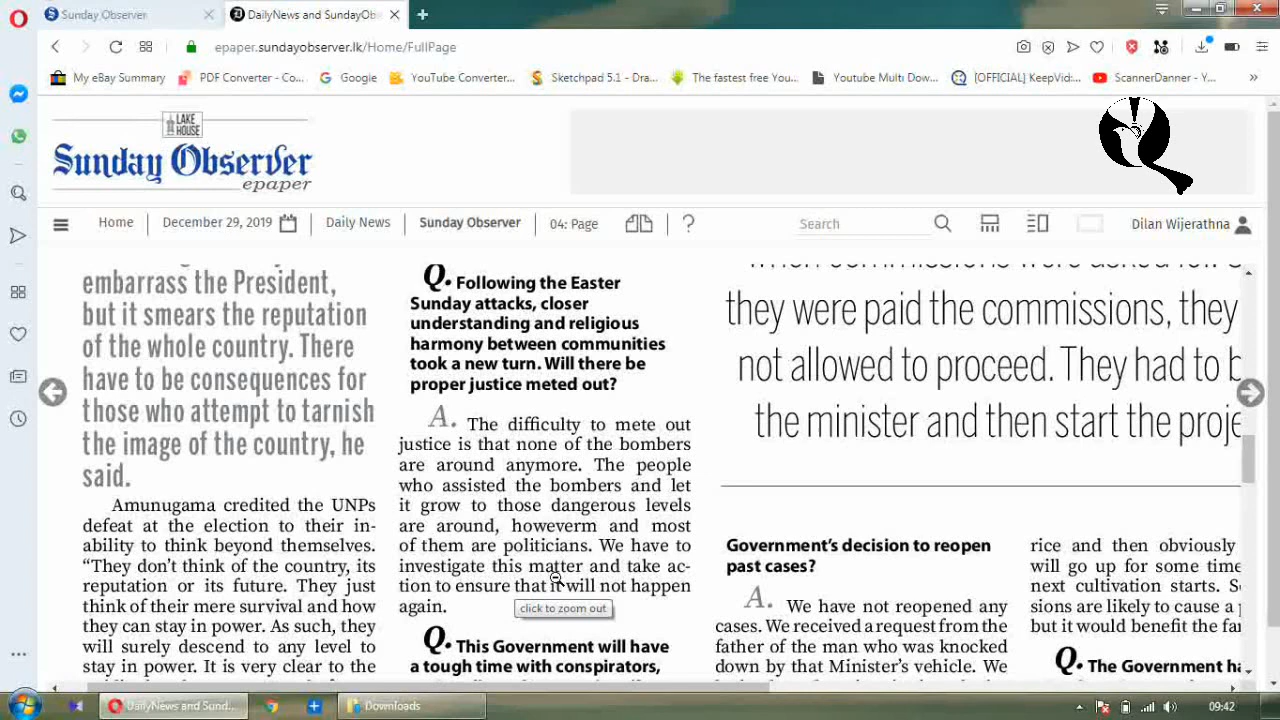 Sunday Observer
DailyNews and SundayObs
epaper.sundayobserver.lk/Home/FullPage
My eBay Summary
PDF Converter - Co...
Google
YouTube Converter...
Sketchpad 5.1 - Dra...
The fastest free You...
Youtube Multi Dow...
[OFFICIAL] KeepVid:...
ScannerDanner - Y...
LAKE
HOUSE
Sunday Observer
epaper
Home
December 29, 2019
Daily News
Sunday Observer
04: Page
?
Search
Dilan Wijerathna
embarrass the President,
but it smears the reputation
of the whole country. There
have to be consequences for
those who attempt to tarnish
the image of the country, he
said.
Amunugama credited the UNPs
defeat at the election to their in-
ability to think beyond themselves.
“They don’t think of the country, its
reputation or its future. They just
think of their mere survival and how
they can stay in power. As such, they
will surely descend to any level to
stay in power. It is very clear to the
Q. Following the Easter
Sunday attacks, closer
understanding and religious
harmony between communities
took a new turn. Will there be
proper justice meted out?
A. The difficulty to mete out
justice is that none of the bombers
are around anymore. The people
who assisted the bombers and let
it grow to those dangerous levels
are around, howeverm and most
of them are politicians. We have to
investigate this matter and take ac-
tion to ensure that it will not happen
again.
click to zoom out
Q. This Government will have
a tough time with conspirators,
they were paid the commissions, they
not allowed to proceed. They had to b
the minister and then start the proje
Government’s decision to reopen
past cases?
A. We have not reopened any
cases. We received a request from the
father of the man who was knocked
down by that Minister’s vehicle. We
rice and then obviously
will go up for some time
next cultivation starts. S
sions are likely to cause a p
but it would benefit the far
Q. The Government ha
DailyNews and Sund...
Downloads
09:42